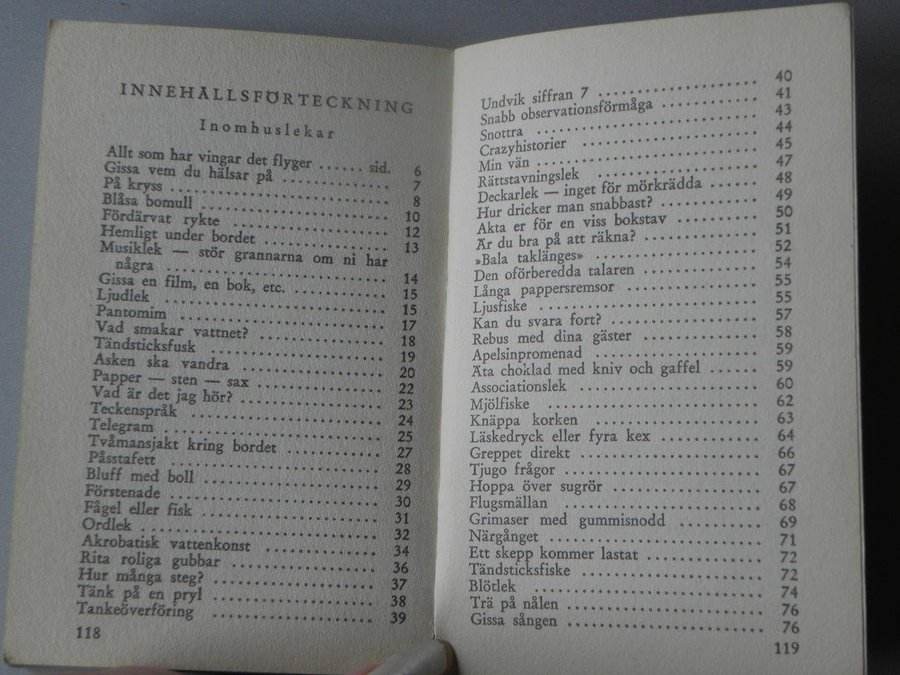 INNEHÅLLSFÖRTECKNING
Inomhuslekar
Allt som har vingar det flyger ...... sid. 6
Gissa vem du hälsar på ............... 7
På kryss ............... 8
Blåsa bomull ............... 10
Fördärvat rykte ............... 12
Hemligt under bordet ............... 13
Musiklek — stör grannarna om ni har
några ............... 14
Gissa en film, en bok, etc. ............... 15
Ljudlek ............... 15
Pantomim ............... 17
Vad smakar vattnet? ............... 18
Tändsticksfusk ............... 19
Asken ska vandra ............... 20
Papper — sten — sax ............... 22
Vad är det jag hör? ............... 23
Teckenspråk ............... 24
Telegram ............... 25
Tvåmansjakt kring bordet ............... 27
Påsstafett ............... 28
Bluff med boll ............... 29
Förstenade ............... 30
Fågel eller fisk ............... 31
Ordlek ............... 32
Akrobatisk vattenkonst ............... 34
Rita roliga gubbar ............... 36
Hur många steg? ............... 37
Tänk på en pryl ............... 38
Tankeöverföring ............... 39
118
Undvik siffran 7 ............... 40
Snabb observationsförmåga ............... 41
Snottra ............... 43
Crazyhistorier ............... 44
Min vän ............... 45
Rättstavningslek ............... 47
Deckarlek — inget för mörkrädda ............... 48
Hur dricker man snabbast? ............... 49
Akta er för en viss bokstav ............... 50
Är du bra på att räkna? ............... 51
»Bala taklänges» ............... 52
Den oförberedda talaren ............... 54
Långa pappersremsor ............... 55
Ljusfiske ............... 55
Kan du svara fort? ............... 57
Rebus med dina gäster ............... 58
Apelsinpromenad ............... 59
Äta choklad med kniv och gaffel ............... 59
Associationslek ............... 60
Mjölfiske ............... 62
Knäppa korken ............... 63
Läskedryck eller fyra kex ............... 64
Greppet direkt ............... 66
Tjugo frågor ............... 67
Hoppa över sugrör ............... 67
Flugsmällan ............... 68
Grimaser med gummisnodd ............... 69
Närgånget ............... 71
Ett skepp kommer lastat ............... 72
Tändsticksfiske ............... 72
Blötlek ............... 74
Trä på nålen ............... 76
Gissa sången ............... 76
119